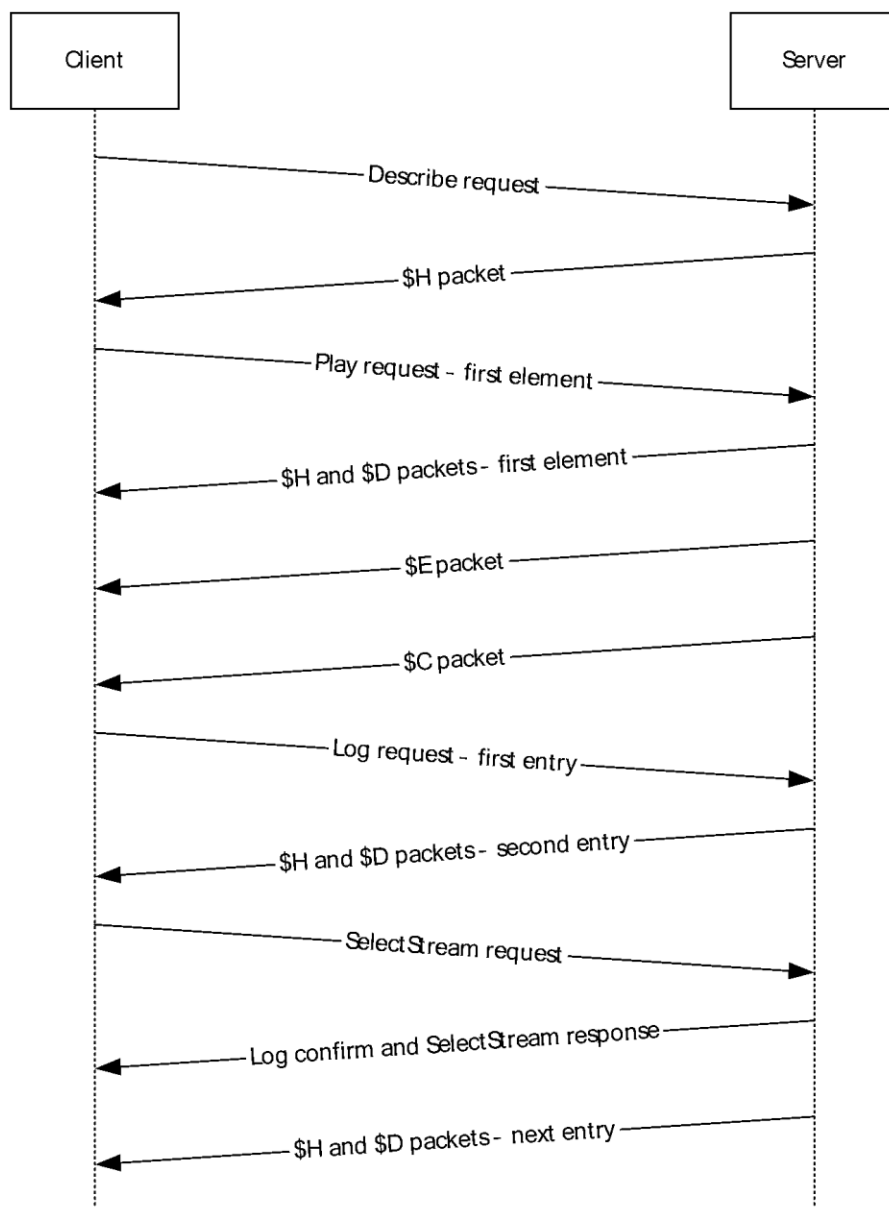 Client
Server
Describe request
$H packet
Play request - first element
$H and $D packets - first element
$E packet
$C packet
Log request - first entry
$H and $D packets - second entry
SelectStream request
Log confirm and SelectStream response
$H and $D packets - next entry